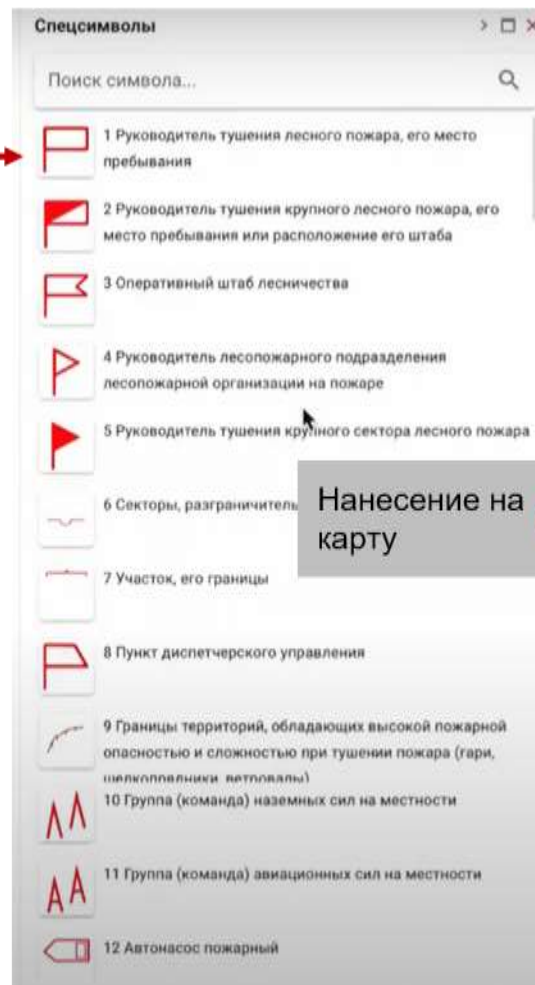 Спецсимволы
Поиск символа...
1 Руководитель тушения лесного пожара, его место
пребывания
2 Руководитель тушения крупного лесного пожара, его
место пребывания или расположение его штаба
3 Оперативный штаб лесничества
4 Руководитель лесопожарного подразделения
лесопожарной организации на пожаре
5 Руководитель тушения крупного сектора лесного пожара
6 Секторы, разграничитель
Нанесение на
карту
7 Участок, его границы
8 Пункт диспетчерского управления
9 Границы территорий, обладающих высокой пожарной
опасностью и сложностью при тушении пожара (гари,
шелкопрядники, ветровалы)
10 Группа (команда) наземных сил на местности
11 Группа (команда) авиационных сил на местности
12 Автонасос пожарный